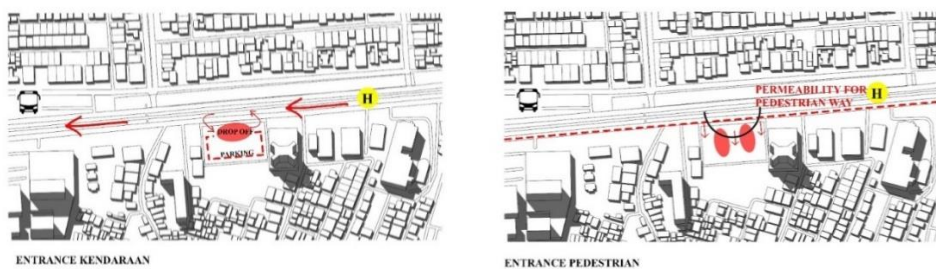 H
DROP OFF
PARKING
ENTRANCE KENDARAAN
PERMEABILITY FOR
PEDESTRIAN WAY
H
ENTRANCE PEDESTRIAN